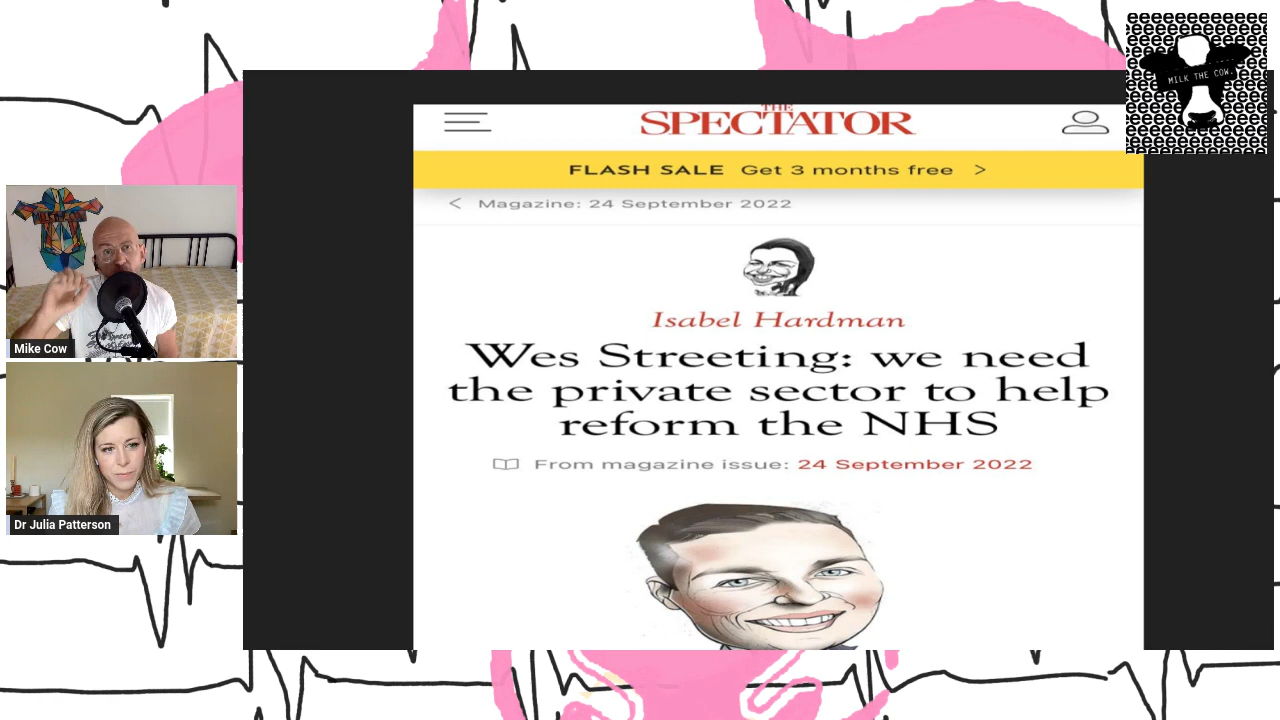 THE
SPECTATOR
FLASH SALE Get 3 months free >
< Magazine: 24 September 2022
Isabel Hardman
Wes Streeting: we need
the private sector to help
reform the NHS
From magazine issue: 24 September 2022
MILK THE COW.
Mike Cow
Dr Julia Patterson